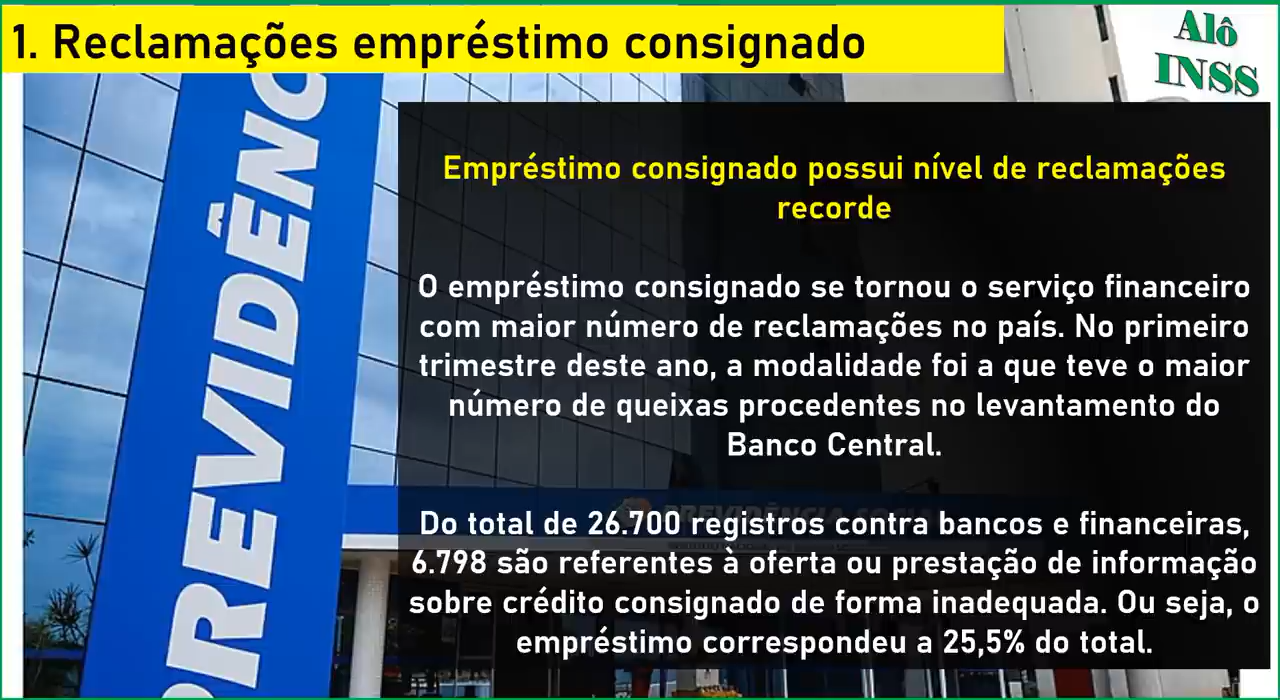 1. Reclamações empréstimo consignado
Alô
INSS
PREVIDÊNC
Empréstimo consignado possui nível de reclamações
recorde
O empréstimo consignado se tornou o serviço financeiro
com maior número de reclamações no país. No primeiro
trimestre deste ano, a modalidade foi a que teve o maior
número de queixas procedentes no levantamento do
Banco Central.
PREVIDÊNCIA SOCIAL
Do total de 26.700 registros contra bancos e financeiras,
6.798 são referentes à oferta ou prestação de informação
sobre crédito consignado de forma inadequada. Ou seja, o
empréstimo correspondeu a 25,5% do total.